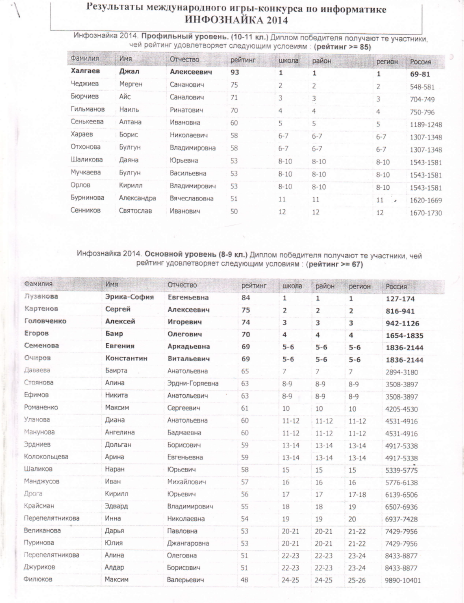 Результаты международного игры-конкурса по информатике
ИНФОЗНАЙКА 2014
Инфознайка 2014. Профильный уровень. (10-11 кл.) Диплом победителя получают те участники,
чей рейтинг удовлетворяет следующим условиям : (рейтинг >= 85)
Фамилия Имя Отчество рейтинг школа район регион Россия
Халгаев Джал Алексеевич 93 1 1 1 69-81
Чеджиев Мерген Сананович 75 2 2 2 548-581
Бюрчиев Айс Саналович 71 3 3 3 704-749
Гильманов Наиль Ринатович 70 4 4 4 750-796
Сенькеева Алтана Ивановна 60 5 5 5 1189-1248
Хараев Борис Николаевич 58 6-7 6-7 6-7 1307-1348
Отхонова Булгун Владимировна 58 6-7 6-7 6-7 1307-1348
Шаликова Даяна Юрьевна 53 8-10 8-10 8-10 1543-1581
Мучкаева Булгун Васильевна 53 8-10 8-10 8-10 1543-1581
Орлов Кирилл Владимирович 53 8-10 8-10 8-10 1543-1581
Бурнинова Александра Вячеславовна 51 11 11 11 1620-1669
Сенников Святослав Иванович 50 12 12 12 1670-1730
Инфознайка 2014. Основной уровень (8-9 кл.) Диплом победителя получают те участники, чей
рейтинг удовлетворяет следующим условиям : (рейтинг >= 67)
Фамилия Имя Отчество рейтинг школа район регион Россия
Лузанова Эрика-София Евгеньевна 84 1 1 1 127-174
Картенов Сергей Алексеевич 75 2 2 2 816-941
Головченко Алексей Игоревич 74 3 3 3 942-1126
Егоров Баир Олегович 70 4 4 4 1654-1835
Семенова Евгения Аркадьевна 69 5-6 5-6 5-6 1836-2144
Очиров Константин Витальевич 69 5-6 5-6 5-6 1836-2144
Даваева Баирта Анатольевна 65 7 7 7 2894-3180
Стоянова Алина Эрдни-Горяевна 63 8-9 8-9 8-9 3508-3897
Ефимов Никита Анатольевич 63 8-9 8-9 8-9 3508-3897
Романенко Максим Сергеевич 61 10 10 10 4205-4530
Уланова Диана Анатольевна 60 11-12 11-12 11-12 4531-4916
Манунова Ангелина Бадмаевна 60 11-12 11-12 11-12 4531-4916
Эрдниев Дольган Борисович 59 13-14 13-14 13-14 4917-5338
Колокольцева Арина Евгеньевна 59 13-14 13-14 13-14 4917-5338
Шаликов Наран Юрьевич 58 15 15 15 5339-5775
Манджусов Иван Михайлович 57 16 16 16 5776-6138
Дрога Кирилл Юрьевич 56 17 17 17-18 6139-6506
Крайсман Эдвард Владимирович 55 18 18 19 6507-6936
Перепелятникова Инна Николаевна 54 19 19 20 6937-7428
Великанова Дарья Павловна 53 20-21 20-21 21-22 7429-7956
Пуринова Юлия Джангаровна 53 20-21 20-21 21-22 7429-7956
Перепелятникова Алина Олеговна 51 22-23 22-23 23-24 8433-8877
Джуриков Алдар Борисович 51 22-23 22-23 23-24 8433-8877
Филюков Максим Валерьевич 48 24-25 24-25 25-26 9890-10401